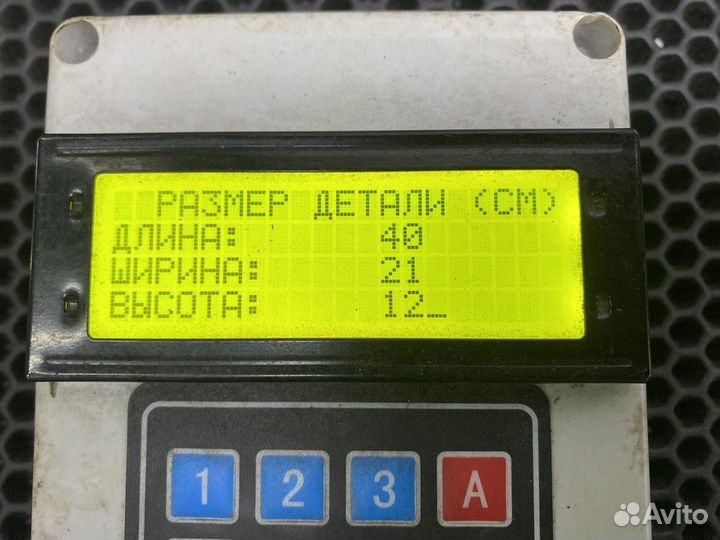 РАЗМЕР ДЕТАЛИ (СМ)
ДЛИНА: 40
ШИРИНА: 21
ВЫСОТА: 12_
1 2 3 A
Avito